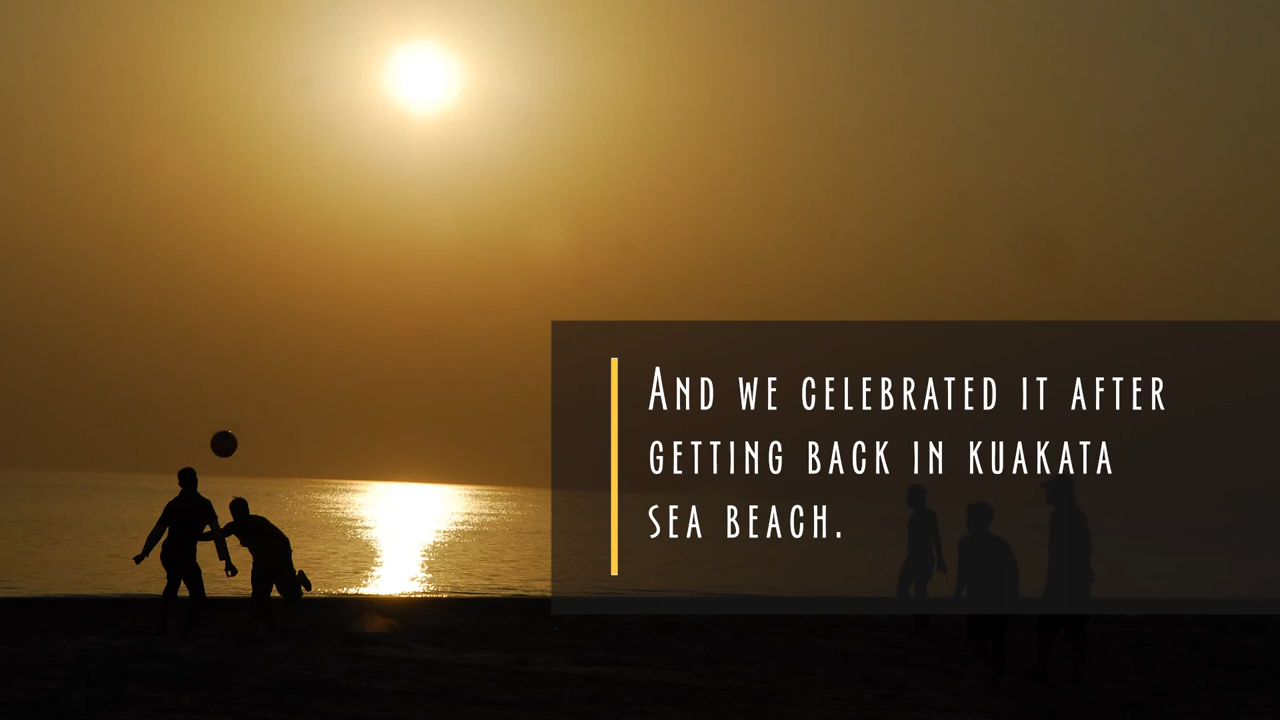 And we celebrated it after
getting back in kuakata
sea beach.